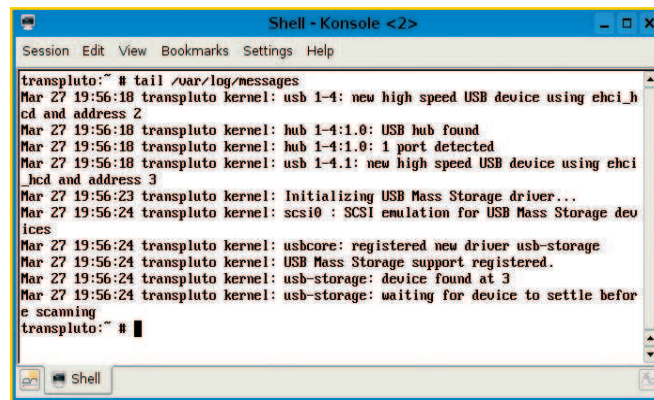 Shell - Konsole <2>
Session Edit View Bookmarks Settings Help
transpluto:~ # tail /var/log/messages
Mar 27 19:56:18 transpluto kernel: usb 1-4: new high speed USB device using ehci_h
cd and address 2
Mar 27 19:56:18 transpluto kernel: hub 1-4:1.0: USB hub found
Mar 27 19:56:18 transpluto kernel: hub 1-4:1.0: 1 port detected
Mar 27 19:56:18 transpluto kernel: usb 1-4.1: new high speed USB device using ehci
_hcd and address 3
Mar 27 19:56:23 transpluto kernel: Initializing USB Mass Storage driver...
Mar 27 19:56:24 transpluto kernel: scsi0 : SCSI emulation for USB Mass Storage dev
ices
Mar 27 19:56:24 transpluto kernel: usbcore: registered new driver usb-storage
Mar 27 19:56:24 transpluto kernel: USB Mass Storage support registered.
Mar 27 19:56:24 transpluto kernel: usb-storage: device found at 3
Mar 27 19:56:24 transpluto kernel: usb-storage: waiting for device to settle befor
e scanning
transpluto:~ #
Shell